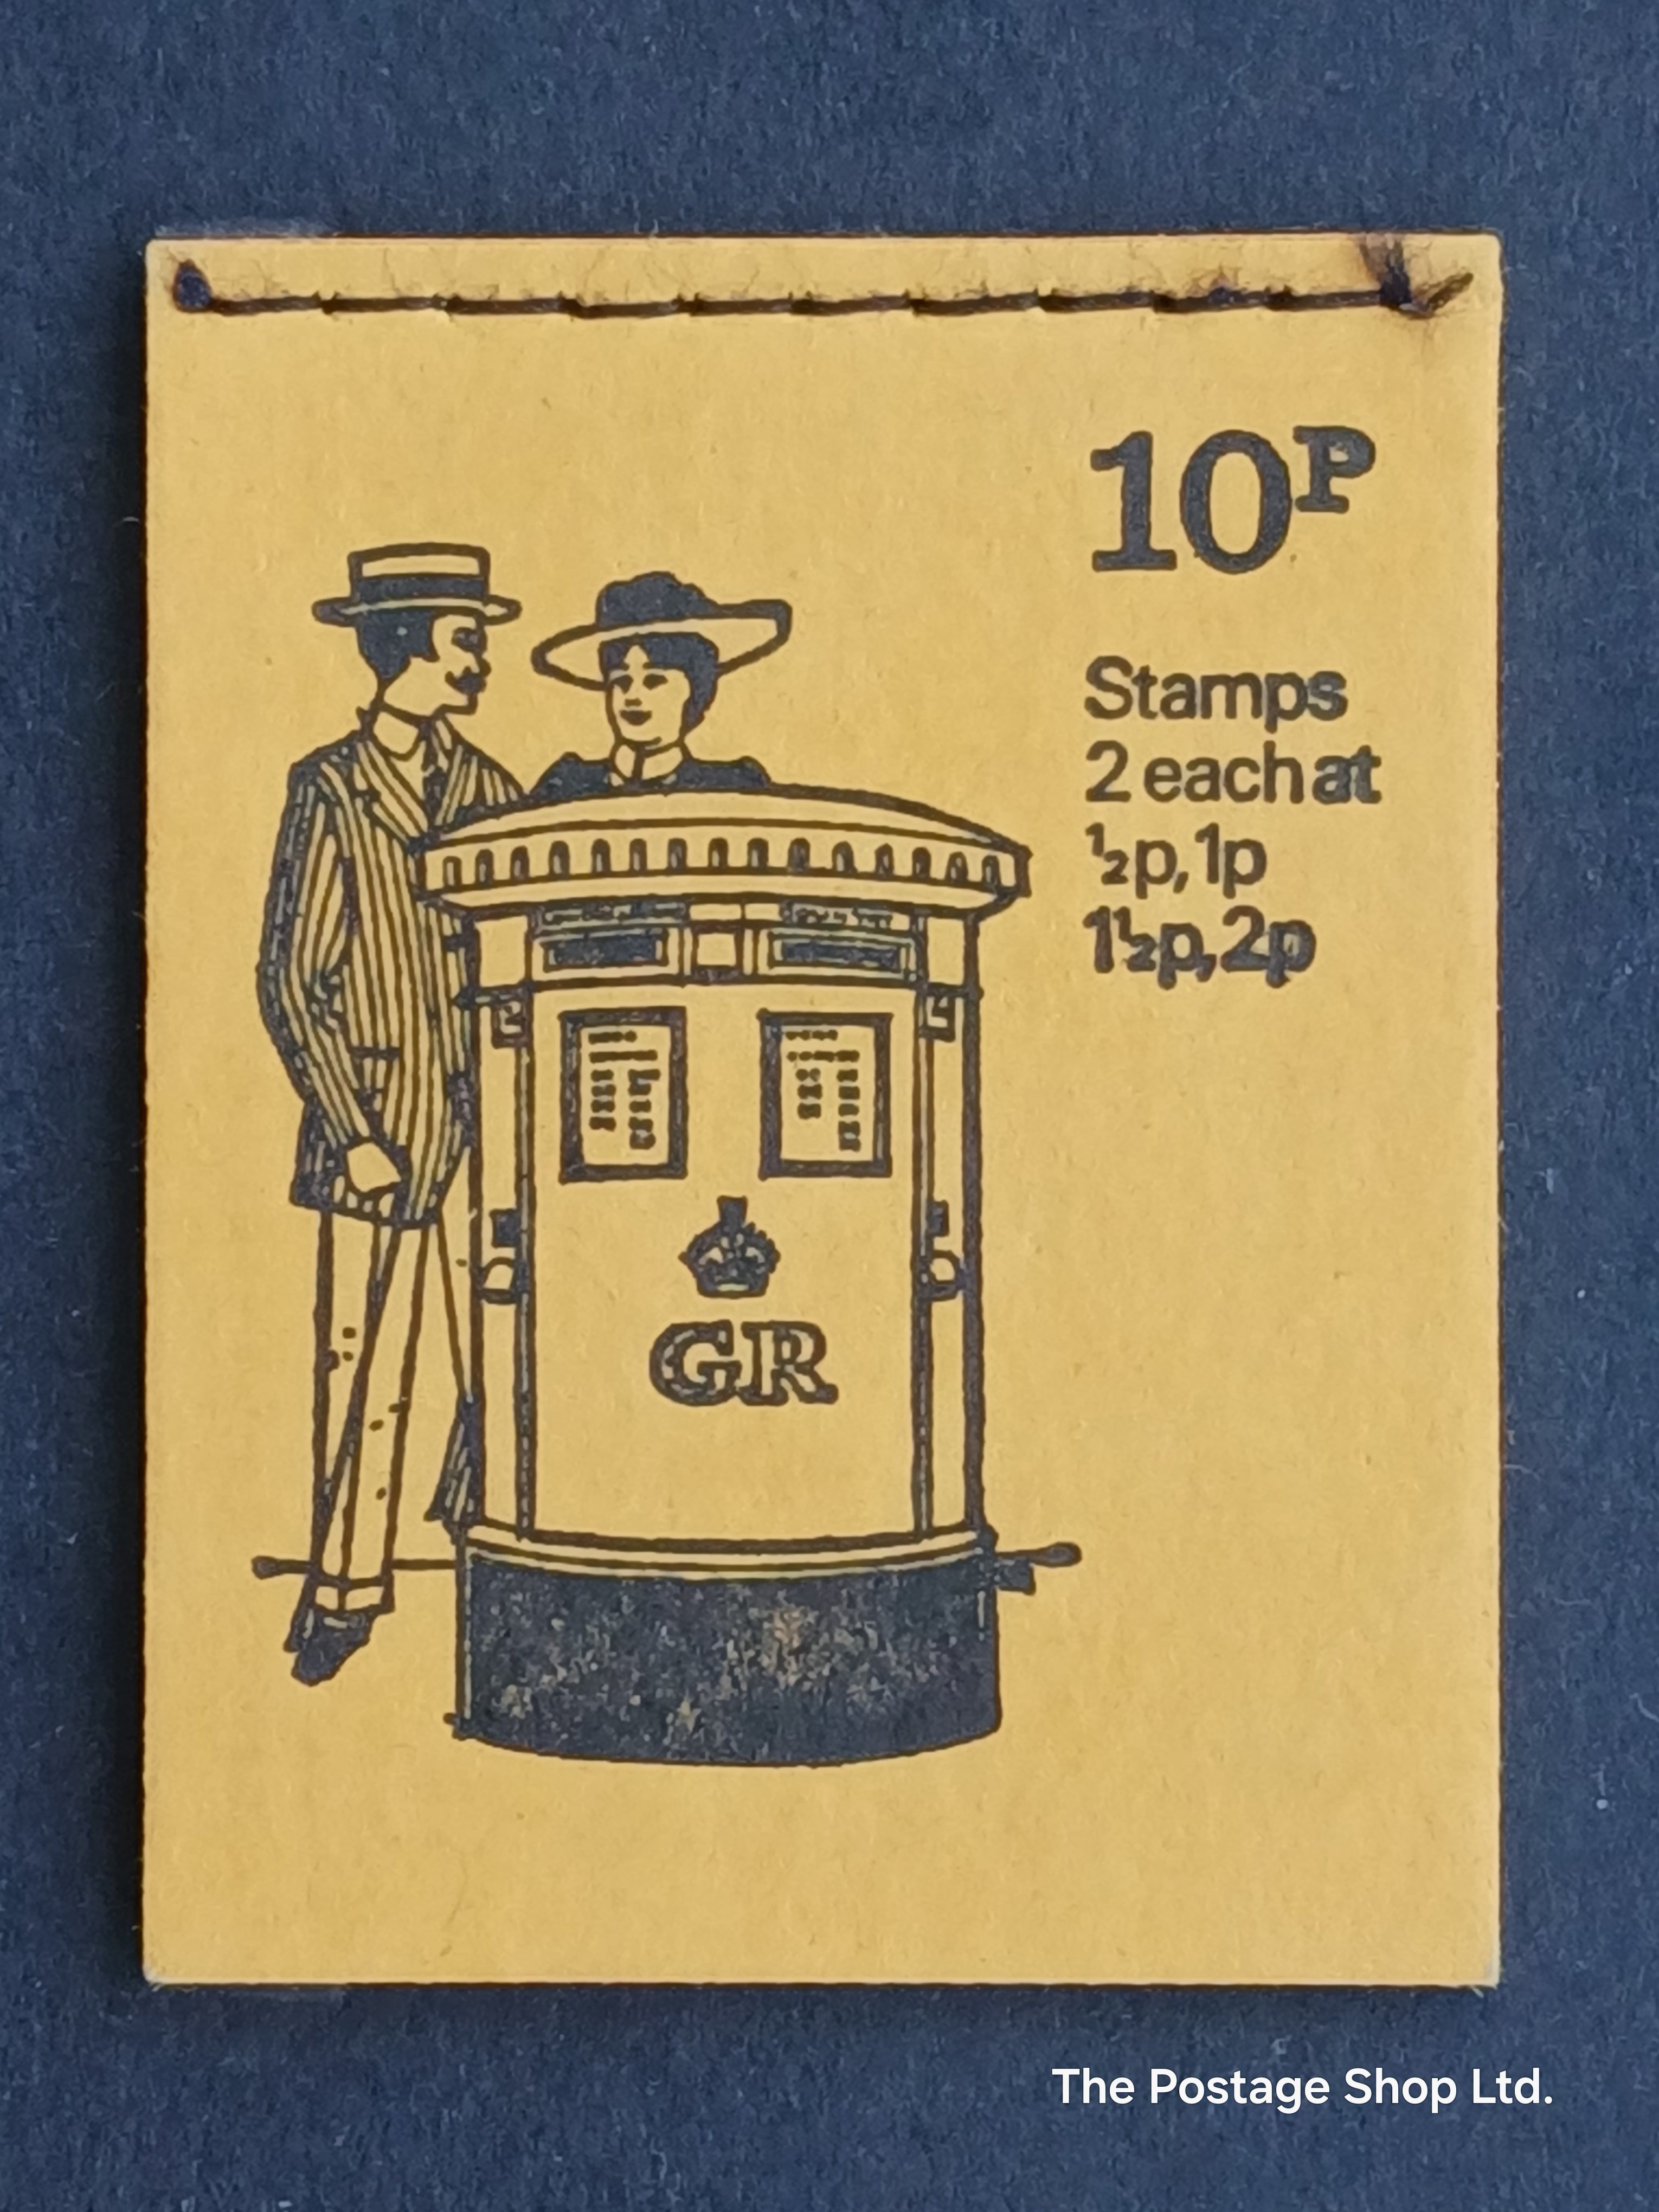 10P
Stamps
2 each at
½p, 1p
1½p, 2p
GR
The Postage Shop Ltd.